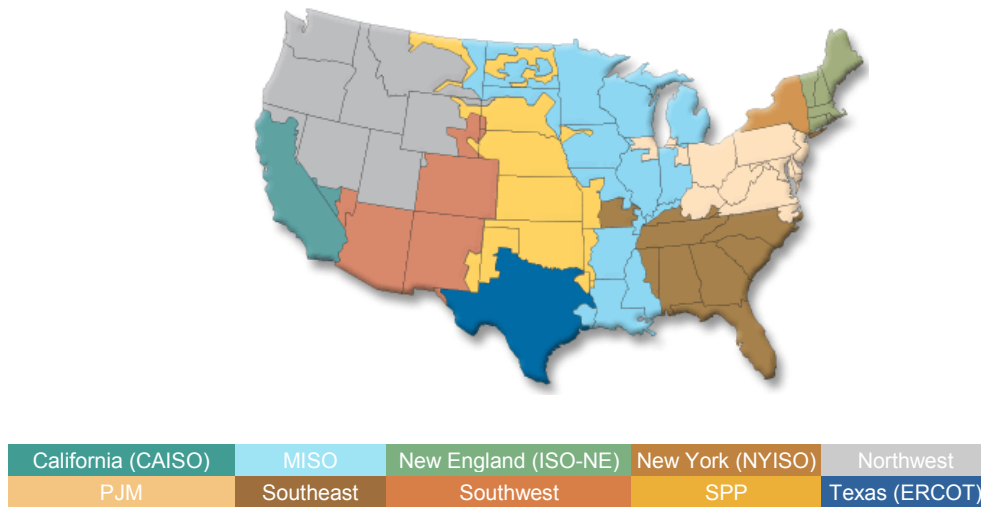 California (CAISO) MISO New England (ISO-NE) New York (NYISO) Northwest
PJM Southeast Southwest SPP Texas (ERCOT)